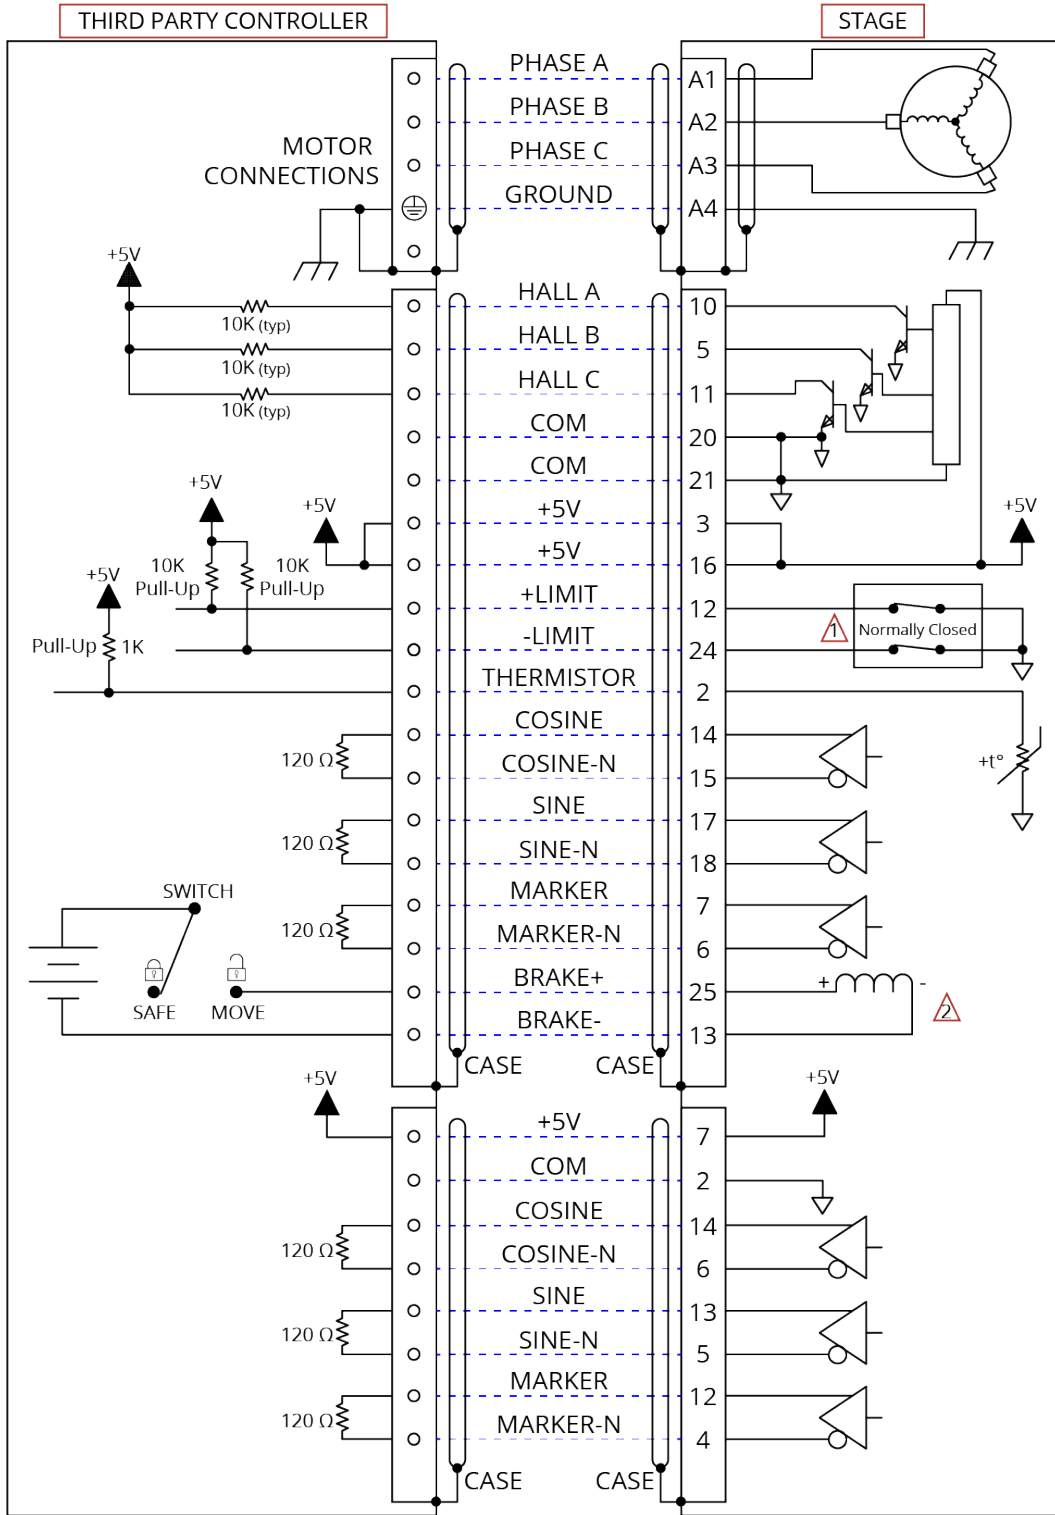 THIRD PARTY CONTROLLER
STAGE
PHASE A
A1
PHASE B
A2
MOTOR
CONNECTIONS
PHASE C
A3
GROUND
A4
+5V
HALL A
10
10K (typ)
HALL B
5
10K (typ)
HALL C
11
10K (typ)
COM
20
COM
21
+5V
+5V
+5V
3
+5V
+5V
16
10K
Pull-Up
10K
Pull-Up
+5V
+LIMIT
12
1
Normally Closed
Pull-Up
1K
-LIMIT
24
THERMISTOR
2
COSINE
14
120 Ω
COSINE-N
15
+t°
SINE
17
120 Ω
SINE-N
18
SWITCH
MARKER
7
120 Ω
MARKER-N
6
BRAKE+
25
+
-
2
SAFE
MOVE
BRAKE-
13
CASE
CASE
+5V
+5V
+5V
7
COM
2
COSINE
14
120 Ω
COSINE-N
6
SINE
13
120 Ω
SINE-N
5
MARKER
12
120 Ω
MARKER-N
4
CASE
CASE